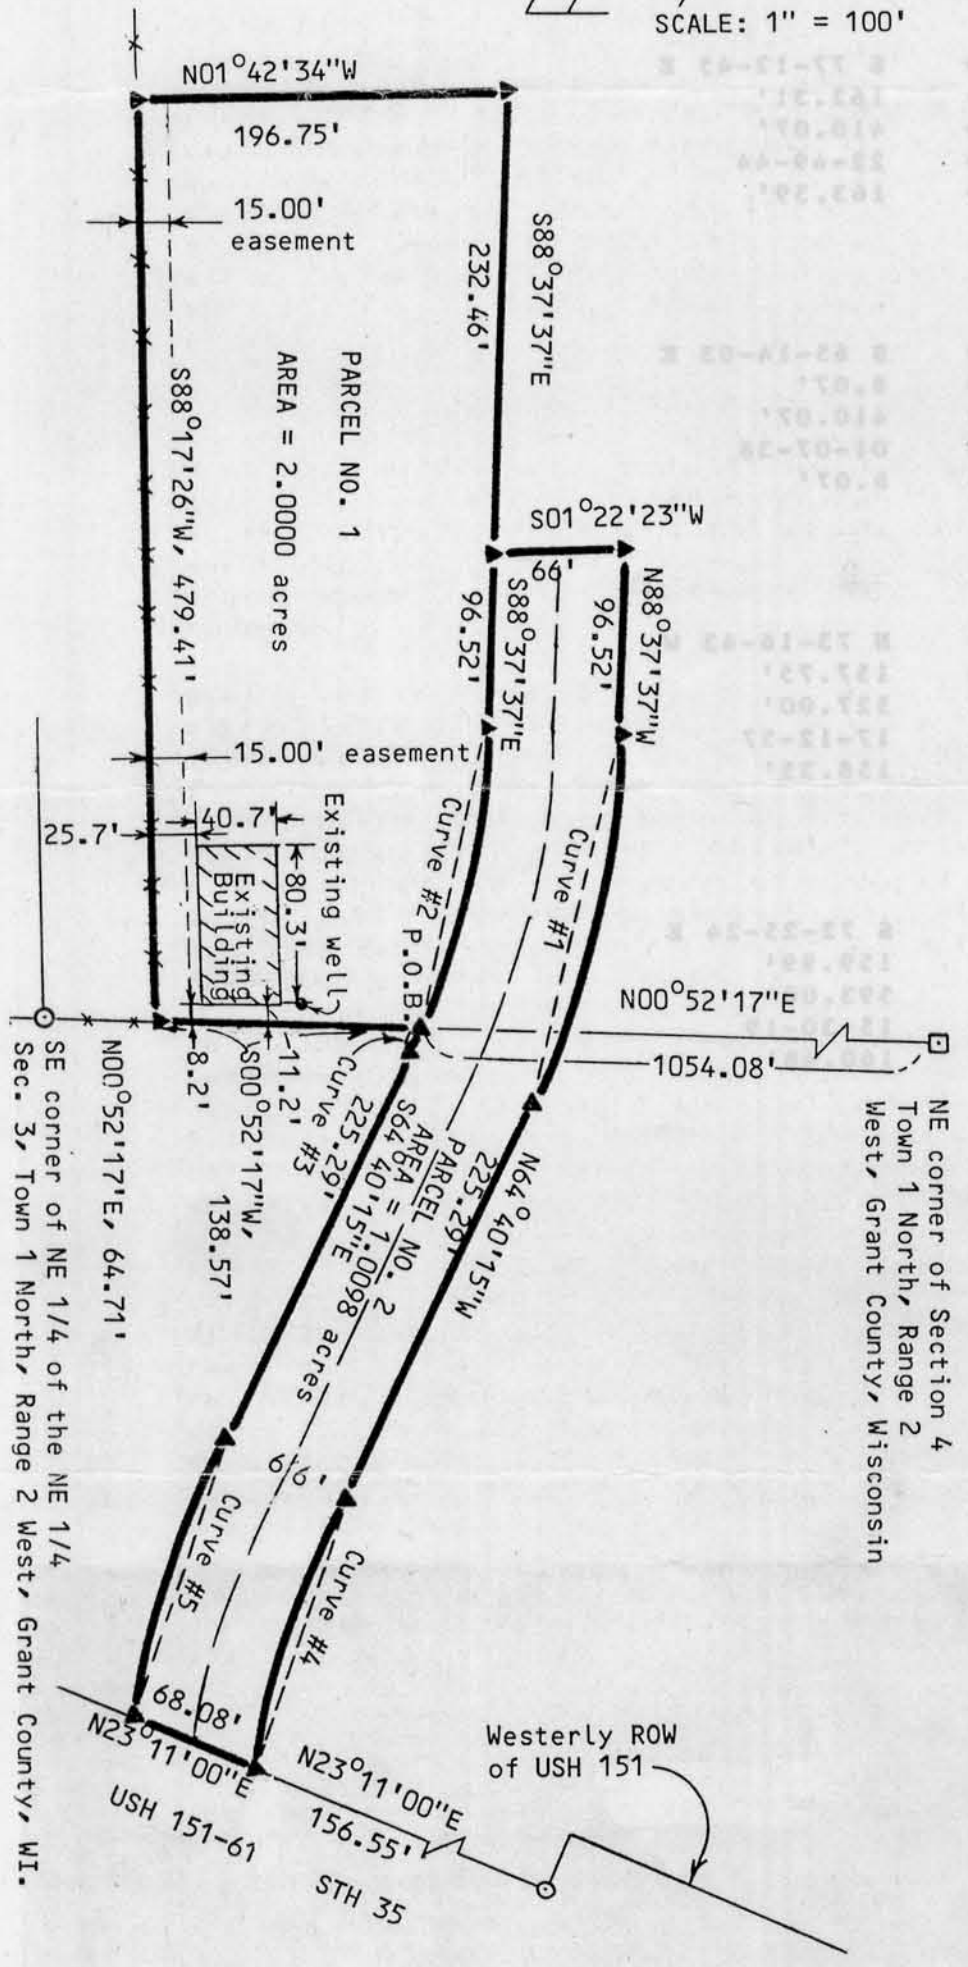 SCALE: 1" = 100'
N01°42'34"W
196.75'
15.00'
easement
S88°37'37"E
232.46'
PARCEL NO. 1
AREA = 2.0000 acres
S88°17'26"W, 479.41'
S01°22'23"W
66'
N88°37'37"W
96.52'
S88°37'37"E
96.52'
15.00' easement
Curve #1
Curve #2
P.O.B.
Existing well
40.7'
25.7'
80.3'
Existing
Building
N00°52'17"E
1054.08'
NE corner of Section 4
Town 1 North, Range 2
West, Grant County, Wisconsin
11.2'
S00°52'17"W,
138.57'
8.2'
N00°52'17'E, 64.71'
SE corner of NE 1/4 of the NE 1/4
Sec. 3, Town 1 North, Range 2 West, Grant County, WI.
Curve #3
225.29'
S64°40'15"E
AREA = 1.0098 acres
PARCEL NO. 2
225.29'
N64°40'15"W
66'
Curve #5
Curve #4
68.08'
N23°11'00"E
USH 151-61
N23°11'00"E
156.55'
STH 35
Westerly ROW
of USH 151